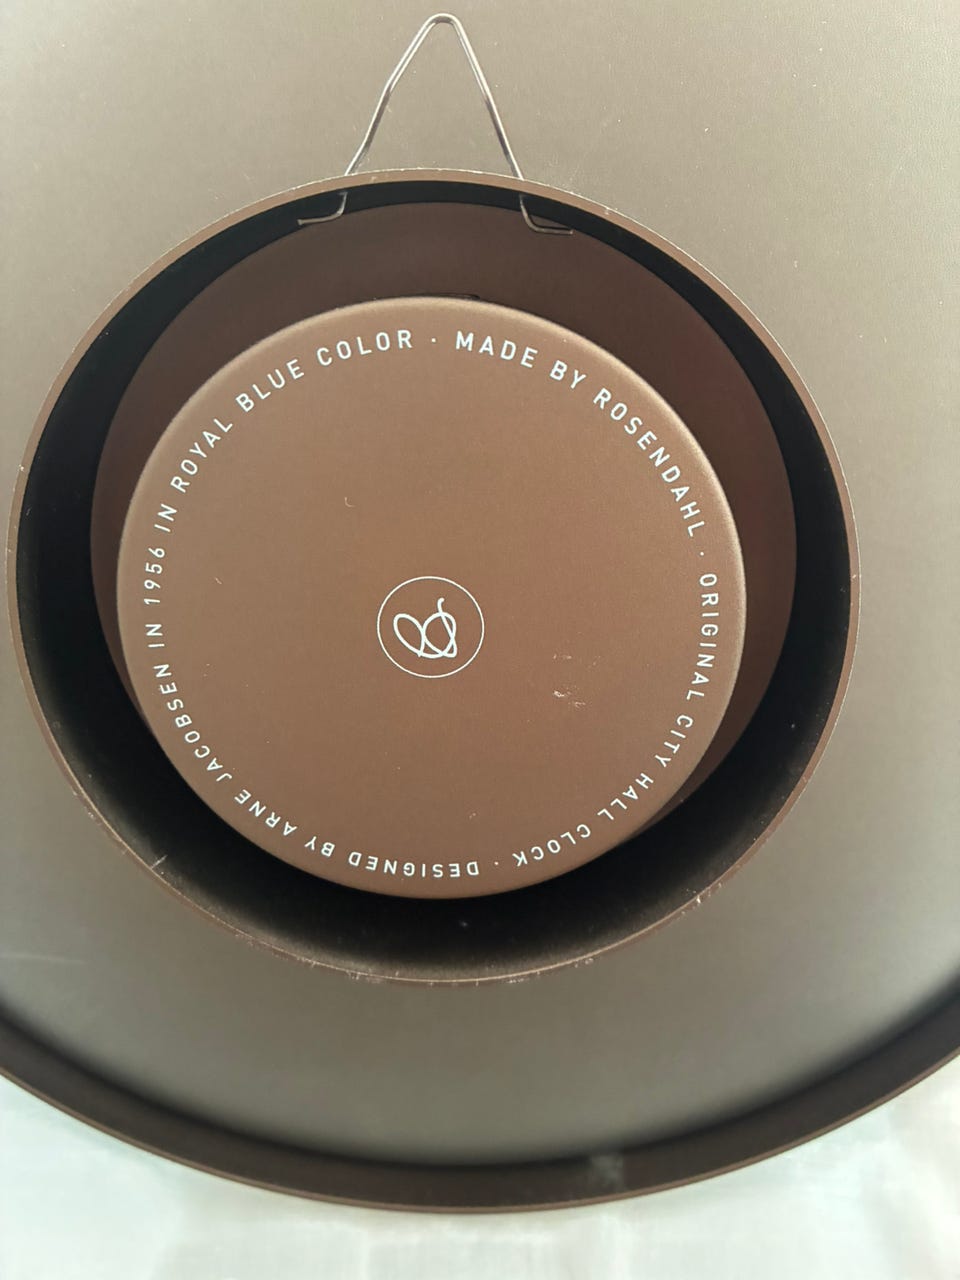 MADE BY ROSENDAHL · ORIGINAL CITY HALL CLOCK · DESIGNED BY ARNE JACOBSEN IN 1956 IN ROYAL BLUE COLOR ·